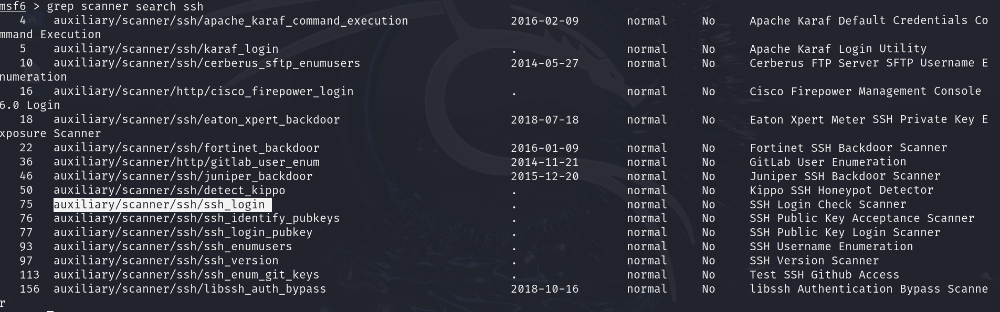 msf6 > grep scanner search ssh
4 auxiliary/scanner/ssh/apache_karaf_command_execution 2016-02-09 normal No Apache Karaf Default Credentials Co
mmand Execution
5 auxiliary/scanner/ssh/karaf_login . normal No Apache Karaf Login Utility
10 auxiliary/scanner/ssh/cerberus_sftp_enumusers 2014-05-27 normal No Cerberus FTP Server SFTP Username E
numeration
16 auxiliary/scanner/http/cisco_firepower_login . normal No Cisco Firepower Management Console
6.0 Login
18 auxiliary/scanner/ssh/eaton_xpert_backdoor 2018-07-18 normal No Eaton Xpert Meter SSH Private Key E
xposure Scanner
22 auxiliary/scanner/ssh/fortinet_backdoor 2016-01-09 normal No Fortinet SSH Backdoor Scanner
36 auxiliary/scanner/http/gitlab_user_enum 2014-11-21 normal No GitLab User Enumeration
46 auxiliary/scanner/ssh/juniper_backdoor 2015-12-20 normal No Juniper SSH Backdoor Scanner
50 auxiliary/scanner/ssh/detect_kippo . normal No Kippo SSH Honeypot Detector
75 auxiliary/scanner/ssh/ssh_login . normal No SSH Login Check Scanner
76 auxiliary/scanner/ssh/ssh_identify_pubkeys . normal No SSH Public Key Acceptance Scanner
77 auxiliary/scanner/ssh/ssh_login_pubkey . normal No SSH Public Key Login Scanner
93 auxiliary/scanner/ssh/ssh_enumusers . normal No SSH Username Enumeration
97 auxiliary/scanner/ssh/ssh_version . normal No SSH Version Scanner
113 auxiliary/scanner/ssh/ssh_enum_git_keys . normal No Test SSH Github Access
156 auxiliary/scanner/ssh/libssh_auth_bypass 2018-10-16 normal No libssh Authentication Bypass Scanne
r